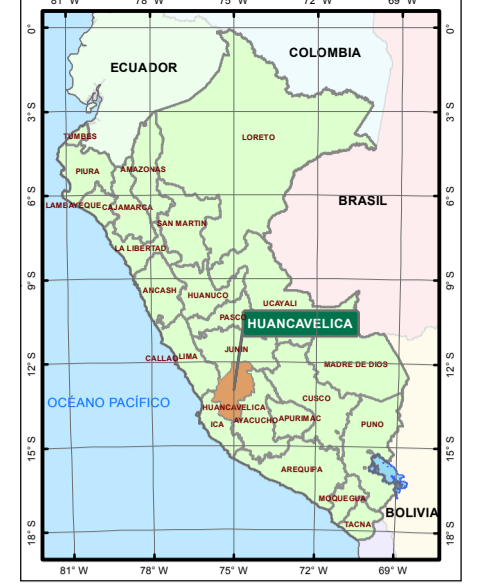 81° W 78° W 75° W 72° W 69° W
0°
COLOMBIA
ECUADOR
3° S 3° S
TUMBES
LORETO
PIURA
AMAZONAS
6° S 6° S
BRASIL
LAMBAYEQUE
CAJAMARCA
SAN MARTIN
LA LIBERTAD
9° S 9° S
ANCASH
HUANUCO
UCAYALI
PASCO
HUANCAVELICA
JUNIN
CALLAO
LIMA
12° S 12° S
MADRE DE DIOS
CUSCO
OCÉANO PACÍFICO
HUANCAVELICA
ICA
AYACUCHO
APURIMAC
PUNO
15° S 15° S
AREQUIPA
MOQUEGUA
BOLIVIA
TACNA
18° S 18° S
81° W 78° W 75° W 72° W 69° W